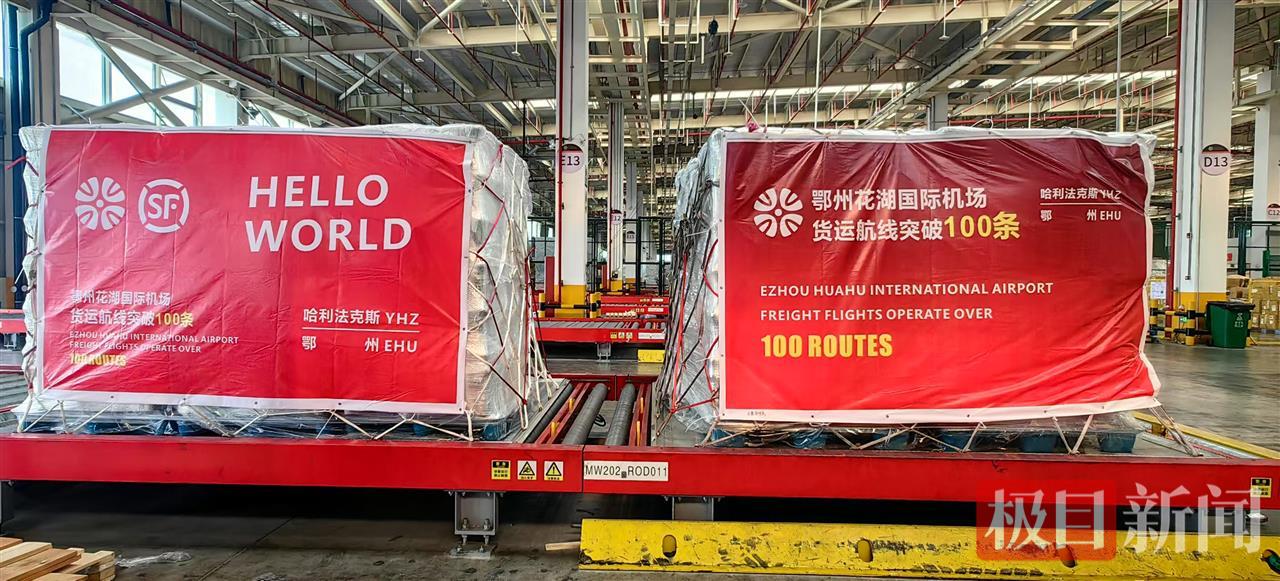 SF
HELLO
WORLD
鄂州花湖国际机场
货运航线突破100条
EZHOU HUAHU INTERNATIONAL AIRPORT
FREIGHT FLIGHTS OPERATE OVER
100 ROUTES
哈利法克斯 YHZ
鄂 州 EHU
鄂州花湖国际机场
货运航线突破100条
哈利法克斯 YHZ
鄂 州 EHU
EZHOU HUAHU INTERNATIONAL AIRPORT
FREIGHT FLIGHTS OPERATE OVER
100 ROUTES
E13
D13
MW202 ROD011
极目新闻